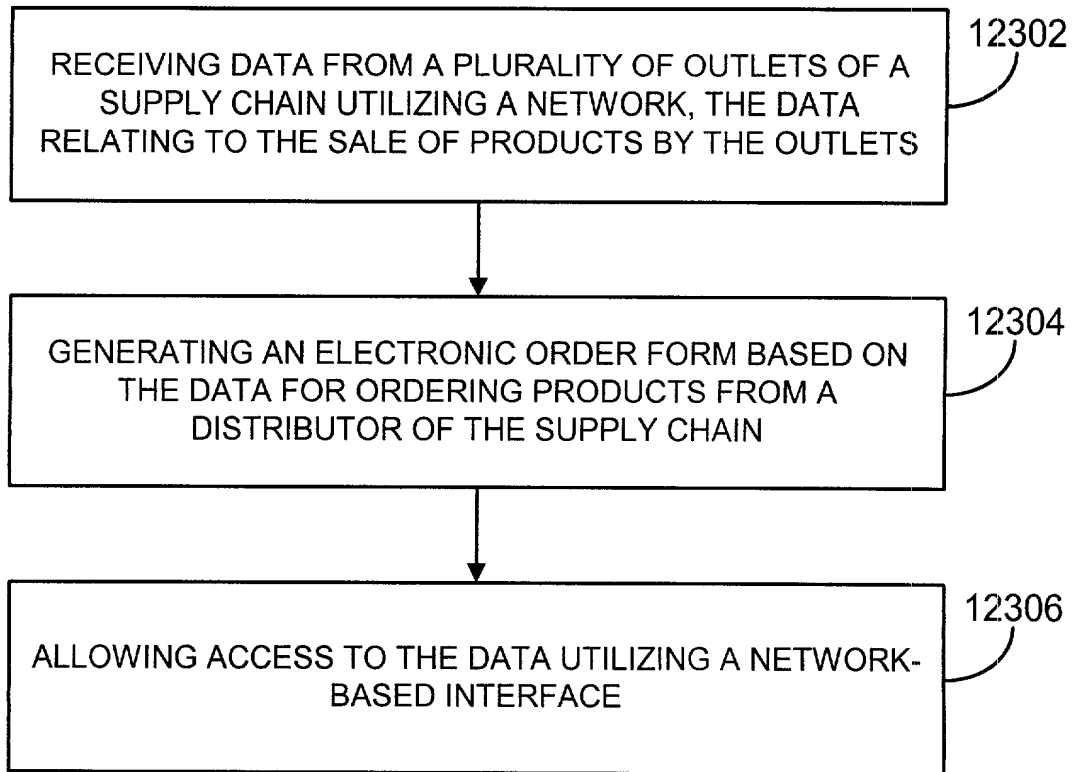 12302
RECEIVING DATA FROM A PLURALITY OF OUTLETS OF A
SUPPLY CHAIN UTILIZING A NETWORK, THE DATA
RELATING TO THE SALE OF PRODUCTS BY THE OUTLETS
12304
GENERATING AN ELECTRONIC ORDER FORM BASED ON
THE DATA FOR ORDERING PRODUCTS FROM A
DISTRIBUTOR OF THE SUPPLY CHAIN
12306
ALLOWING ACCESS TO THE DATA UTILIZING A NETWORK-
BASED INTERFACE